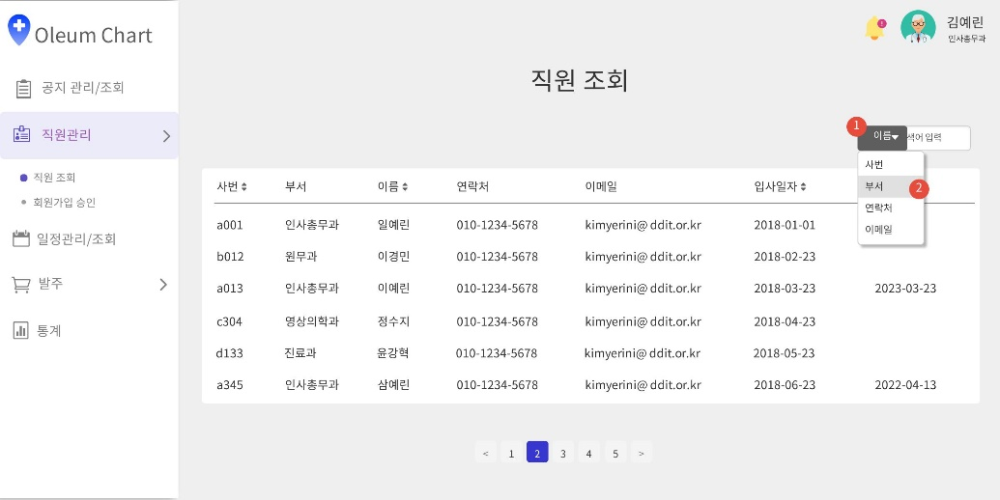 Oleum Chart
!
김예린
인사총무과
공지 관리/조회
직원관리
직원 조회
회원가입 승인
일정관리/조회
발주
통계
직원 조회
1
이름
색어 입력
사번
부서
2
연락처
이메일
사번 부서 이름 연락처 이메일 입사일자
a001 인사총무과 일예린 010-1234-5678 kimyerini@ ddit.or.kr 2018-01-01
b012 원무과 이경민 010-1234-5678 kimyerini@ ddit.or.kr 2018-02-23
a013 인사총무과 이예린 010-1234-5678 kimyerini@ ddit.or.kr 2018-03-23 2023-03-23
c304 영상의학과 정수지 010-1234-5678 kimyerini@ ddit.or.kr 2018-04-23
d133 진료과 윤강혁 010-1234-5678 kimyerini@ ddit.or.kr 2018-05-23
a345 인사총무과 삼예린 010-1234-5678 kimyerini@ ddit.or.kr 2018-06-23 2022-04-13
< 1 2 3 4 5 >